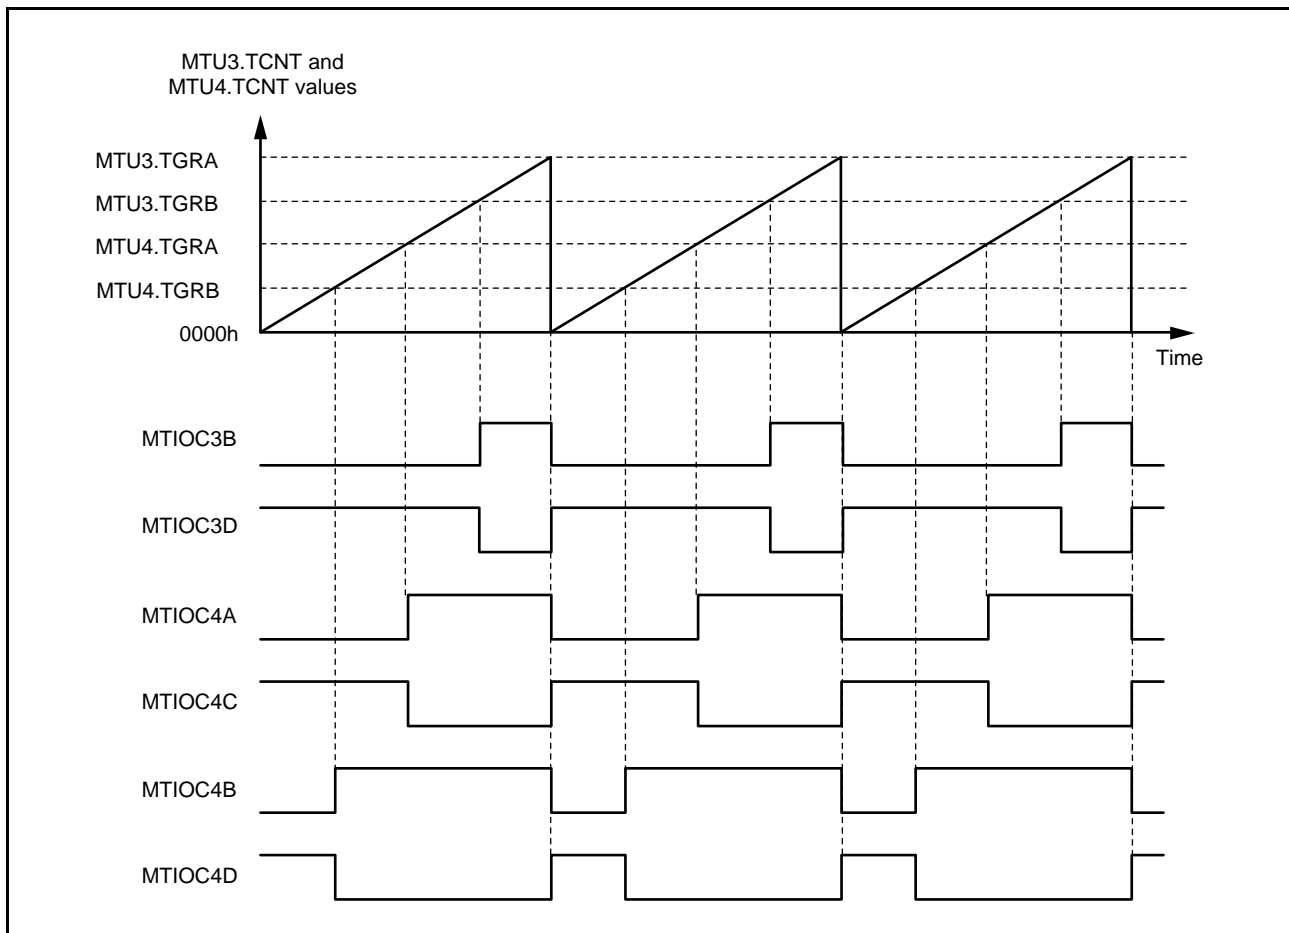 MTU3.TCNT and
MTU4.TCNT values
MTU3.TGRA
MTU3.TGRB
MTU4.TGRA
MTU4.TGRB
0000h
Time
MTIOC3B
MTIOC3D
MTIOC4A
MTIOC4C
MTIOC4B
MTIOC4D